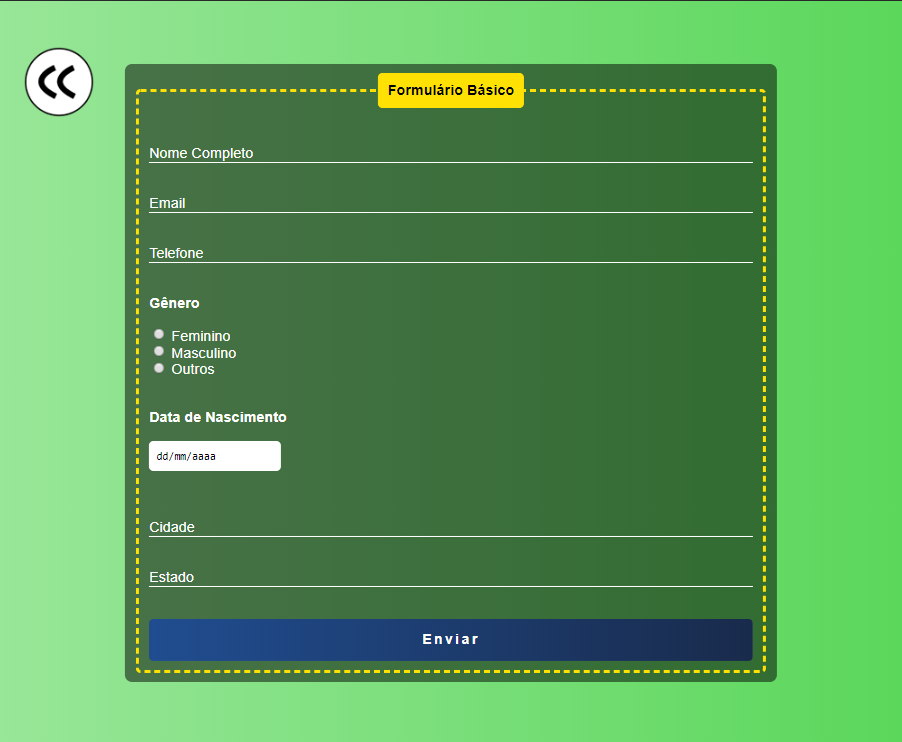 Formulário Básico
Nome Completo
Email
Telefone
Gênero
Feminino
Masculino
Outros
Data de Nascimento
dd/mm/aaaa
Cidade
Estado
Enviar